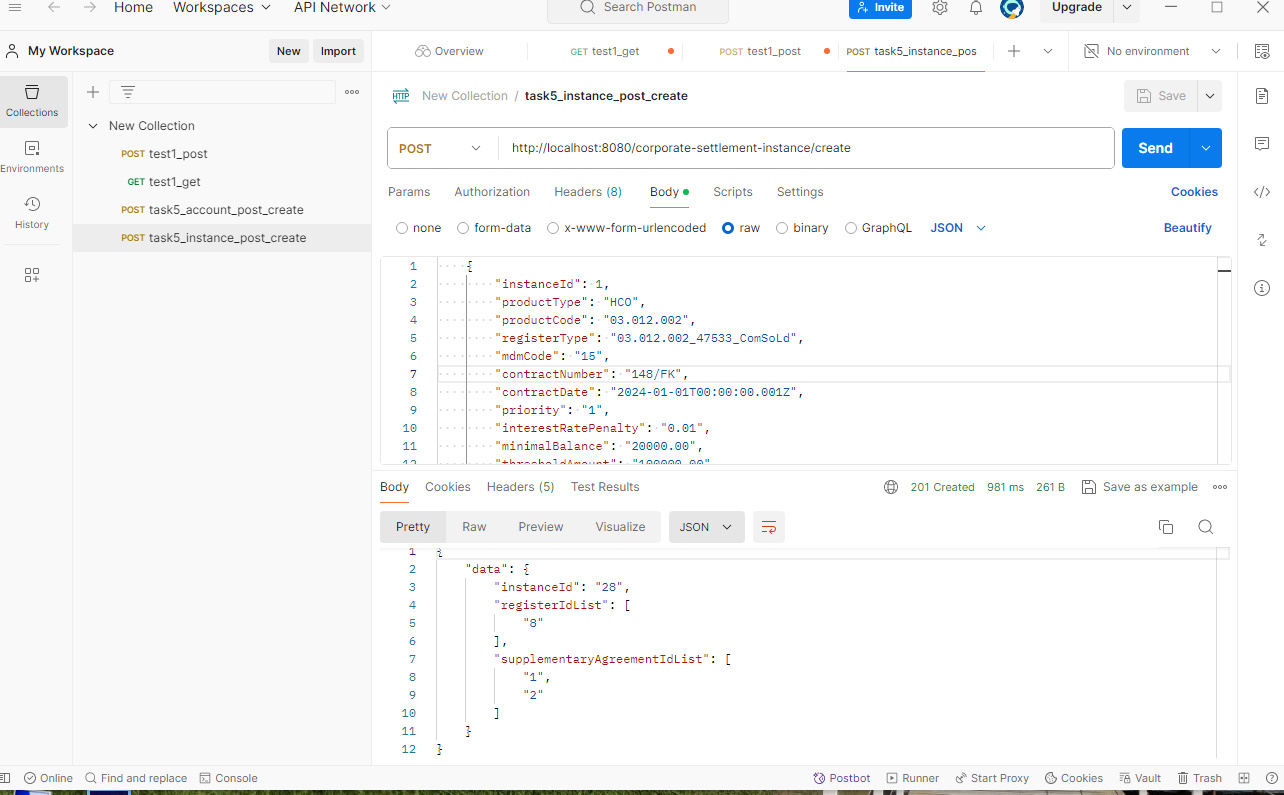 Home Workspaces API Network Search Postman Invite Upgrade
My Workspace New Import Overview GET test1_get POST test1_post POST task5_instance_pos No environment
Collections
Environments
History
New Collection
POST test1_post
GET test1_get
POST task5_account_post_create
POST task5_instance_post_create
HTTP New Collection / task5_instance_post_create Save
POST http://localhost:8080/corporate-settlement-instance/create Send
Params Authorization Headers (8) Body Scripts Settings Cookies
none form-data x-www-form-urlencoded raw binary GraphQL JSON Beautify
1 {
2 "instanceId": 1,
3 "productType": "HCO",
4 "productCode": "03.012.002",
5 "registerType": "03.012.002_47533_ComSoLd",
6 "mdmCode": "15",
7 "contractNumber": "148/FK",
8 "contractDate": "2024-01-01T00:00:00.001Z",
9 "priority": "1",
10 "interestRatePenalty": "0.01",
11 "minimalBalance": "20000.00",
12 "thresholdAmount": "100000.00"
Body Cookies Headers (5) Test Results 201 Created 981 ms 261 B Save as example
Pretty Raw Preview Visualize JSON
1 {
2 "data": {
3 "instanceId": "28",
4 "registerIdList": [
5 "8"
6 ],
7 "supplementaryAgreementIdList": [
8 "1",
9 "2"
10 ]
11 }
12 }
Online Find and replace Console Postbot Runner Start Proxy Cookies Vault Trash